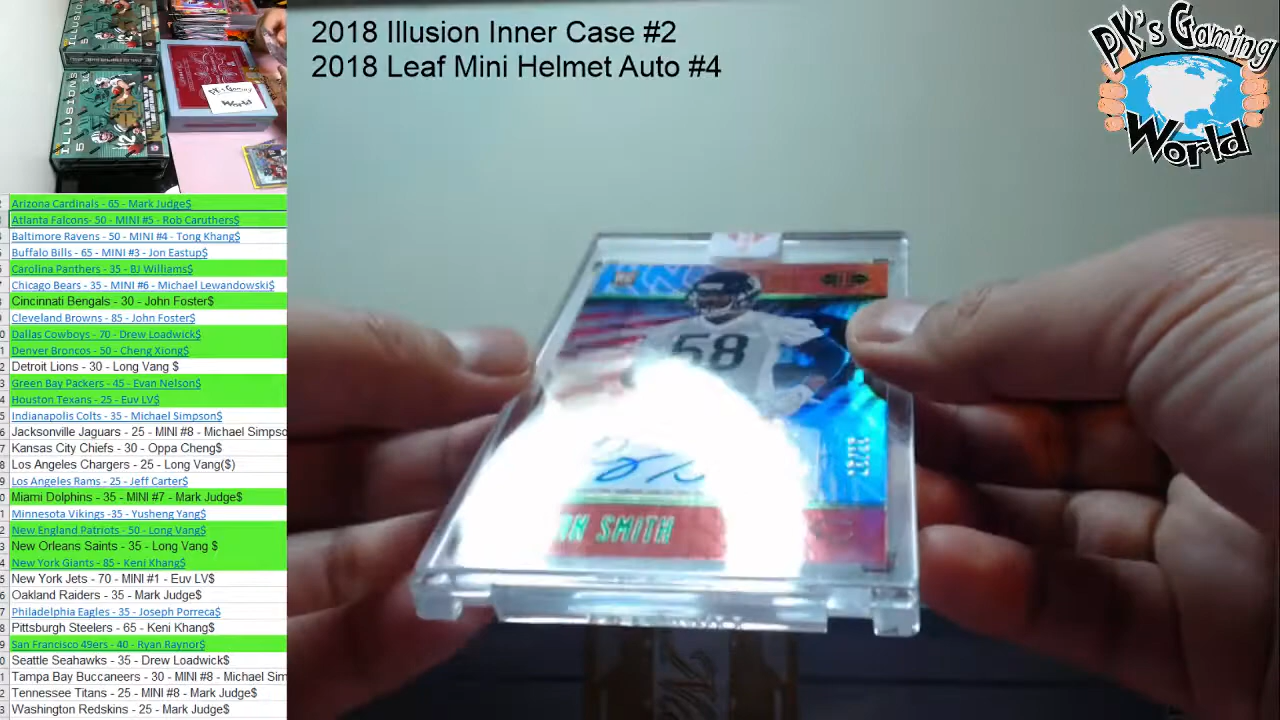 2018 Illusion Inner Case #2
2018 Leaf Mini Helmet Auto #4
PK's Gaming
World
ILLUSIONS
5
ILLUSIONS
5
PK's Gaming
World
Arizona Cardinals - 65 - Mark Judge$
Atlanta Falcons- 50 - MINI #5 - Rob Caruthers$
Baltimore Ravens - 50 - MINI #4 - Tong Khang$
Buffalo Bills - 65 - MINI #3 - Jon Eastup$
Carolina Panthers - 35 - BJ Williams$
Chicago Bears - 35 - MINI #6 - Michael Lewandowski$
Cincinnati Bengals - 30 - John Foster$
Cleveland Browns - 85 - John Foster$
Dallas Cowboys - 70 - Drew Loadwick$
Denver Broncos - 50 - Cheng Xiong$
Detroit Lions - 30 - Long Vang $
Green Bay Packers - 45 - Evan Nelson$
Houston Texans - 25 - Euv LV$
Indianapolis Colts - 35 - Michael Simpson$
Jacksonville Jaguars - 25 - MINI #8 - Michael Simpso
Kansas City Chiefs - 30 - Oppa Cheng$
Los Angeles Chargers - 25 - Long Vang($)
Los Angeles Rams - 25 - Jeff Carter$
Miami Dolphins - 35 - MINI #7 - Mark Judge$
Minnesota Vikings -35 - Yusheng Yang$
New England Patriots - 50 - Long Vang$
New Orleans Saints - 35 - Long Vang $
New York Giants - 85 - Keni Khang$
New York Jets - 70 - MINI #1 - Euv LV$
Oakland Raiders - 35 - Mark Judge$
Philadelphia Eagles - 35 - Joseph Porreca$
Pittsburgh Steelers - 65 - Keni Khang$
San Francisco 49ers - 40 - Ryan Raynor$
Seattle Seahawks - 35 - Drew Loadwick$
Tampa Bay Buccaneers - 30 - MINI #8 - Michael Sim
Tennessee Titans - 25 - MINI #8 - Mark Judge$
Washington Redskins - 25 - Mark Judge$
58
SMITH